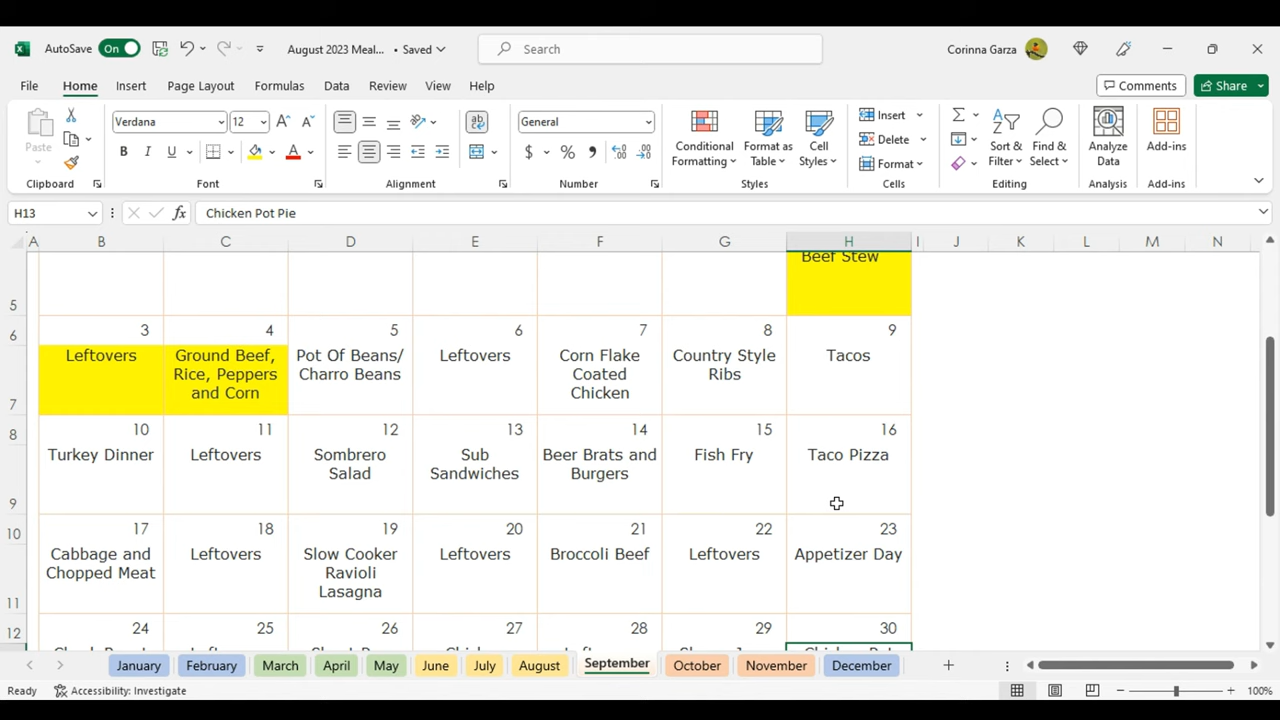 AutoSave On August 2023 Meal... • Saved Search Corinna Garza
File Home Insert Page Layout Formulas Data Review View Help Comments Share
Paste Verdana 12 General Conditional Formatting Format as Table Cell Styles Insert Delete Format Sort & Filter Find & Select Analyze Data Add-ins
B I U $ % 9
Clipboard Font Alignment Number Styles Cells Editing Analysis Add-ins
H13 fx Chicken Pot Pie
A B C D E F G H I J K L M N
5 Beef Stew
6 3 4 5 6 7 8 9
7 Leftovers Ground Beef, Rice, Peppers and Corn Pot Of Beans/ Charro Beans Leftovers Corn Flake Coated Chicken Country Style Ribs Tacos
8 10 11 12 13 14 15 16
9 Turkey Dinner Leftovers Sombrero Salad Sub Sandwiches Beer Brats and Burgers Fish Fry Taco Pizza
10 17 18 19 20 21 22 23
11 Cabbage and Chopped Meat Leftovers Slow Cooker Ravioli Lasagna Leftovers Broccoli Beef Leftovers Appetizer Day
12 24 25 26 27 28 29 30
January February March April May June July August September October November December
Ready Accessibility: Investigate 100%